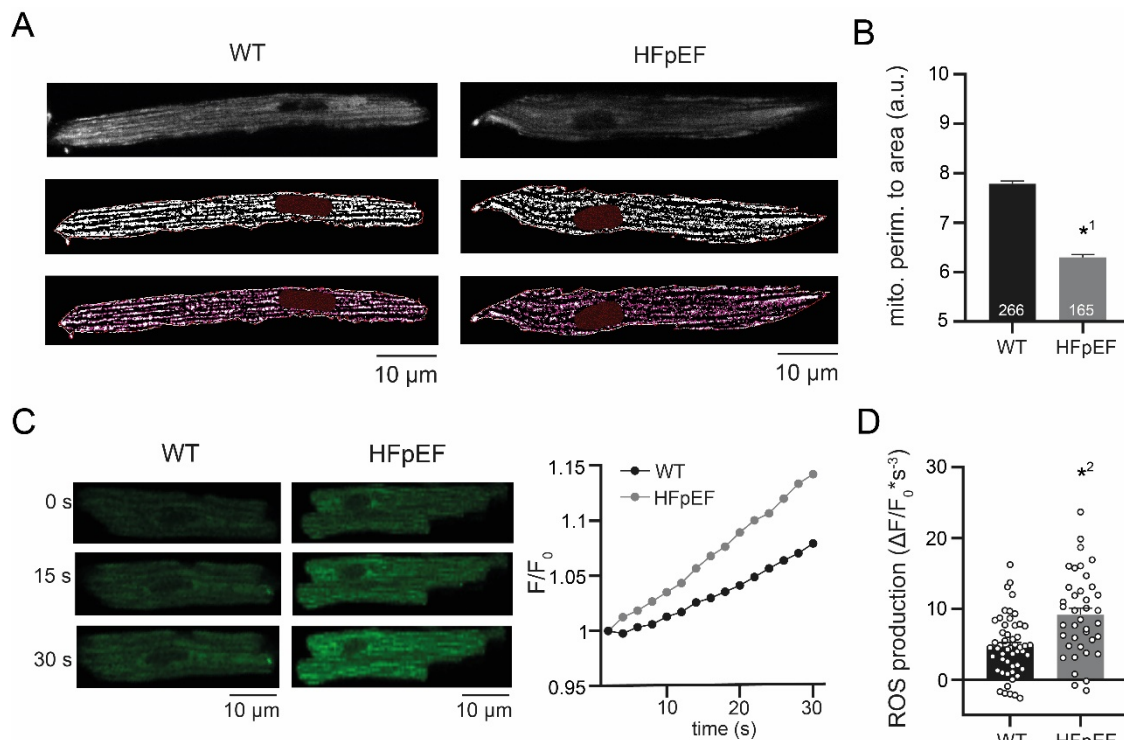 A
WT
HFpEF
10 µm
10 µm
B
mito. perim. to area (a.u.)
10
9
8
7
6
5
*1
266
165
WT
HFpEF
C
WT
HFpEF
0 s
15 s
30 s
10 µm
10 µm
F/F0
1.15
1.1
1.05
1
0.95
WT
HFpEF
10
20
30
time (s)
D
ROS production (ΔF/F0*s-3)
30
20
10
0
*2
WT
HFpEF